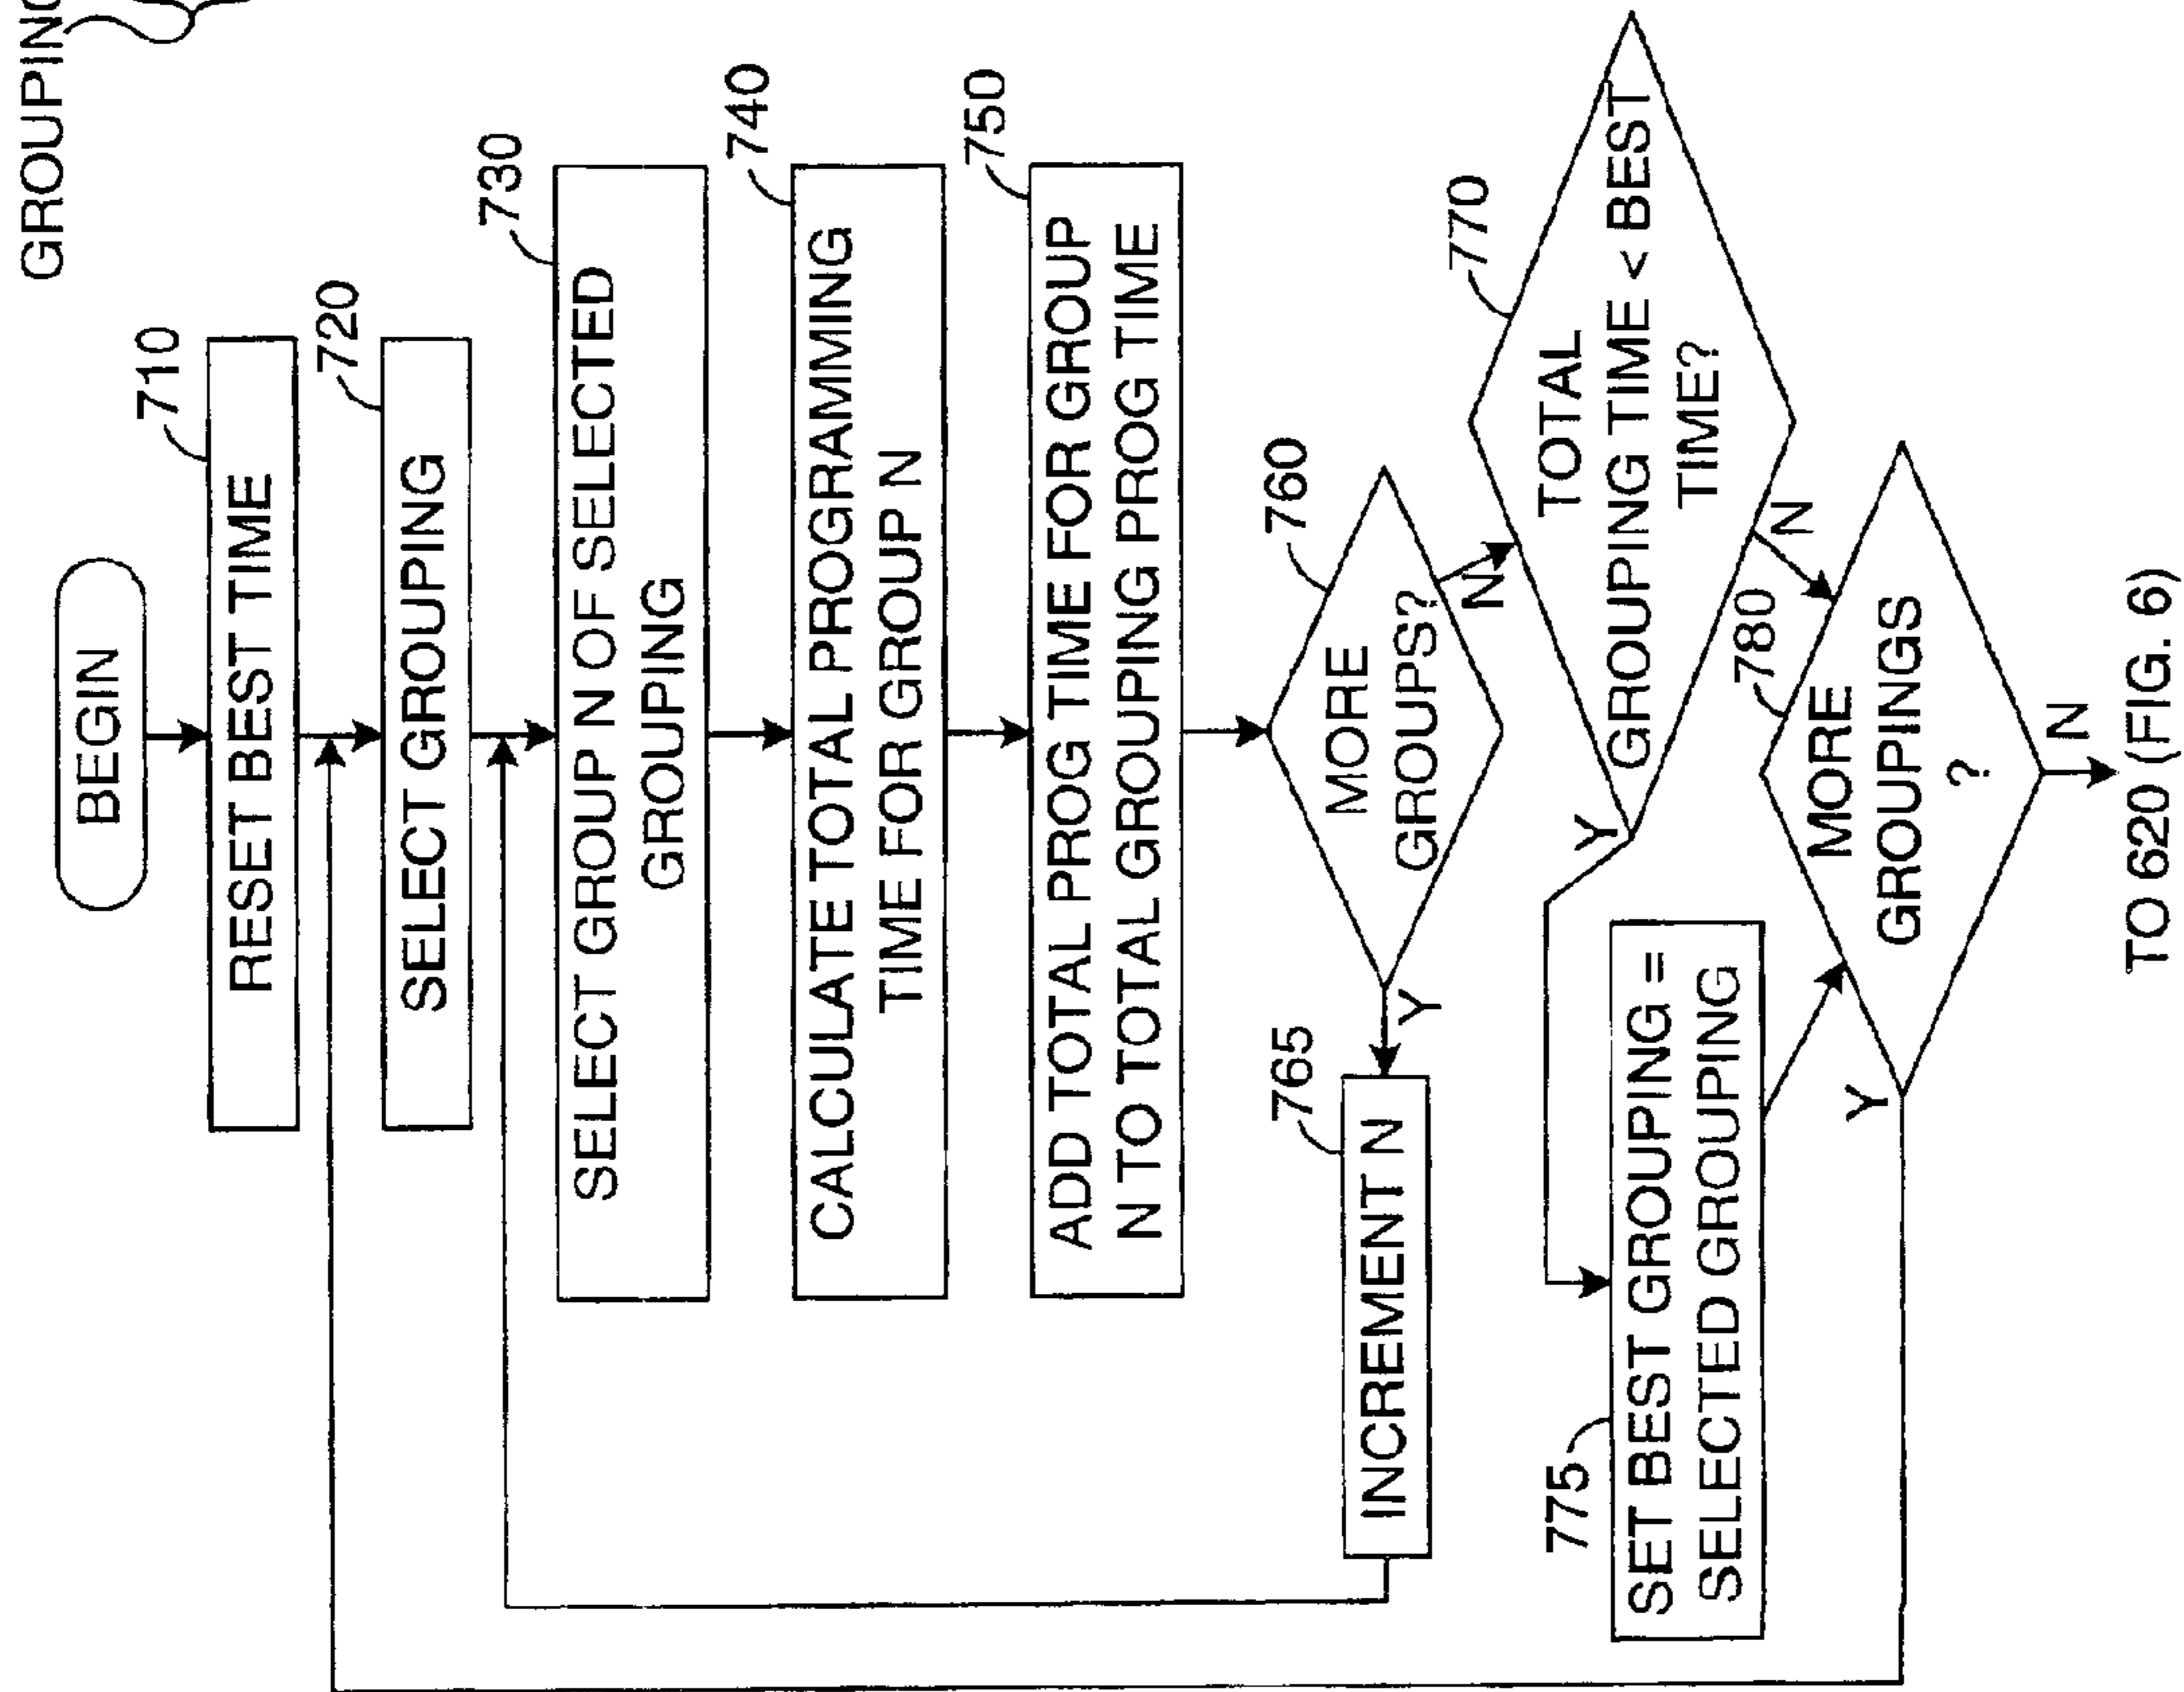 GROUPING
BEGIN
710
RESET BEST TIME
720
SELECT GROUPING
730
SELECT GROUP N OF SELECTED
GROUPING
740
CALCULATE TOTAL PROGRAMMING
TIME FOR GROUP N
750
ADD TOTAL PROG TIME FOR GROUP
N TO TOTAL GROUPING PROG TIME
760
MORE
GROUPS?
Y
N
765
INCREMENT N
770
TOTAL
GROUPING TIME < BEST
TIME?
Y
N
775
SET BEST GROUPING =
SELECTED GROUPING
780
MORE
GROUPINGS
?
Y
N
TO 620 (FIG. 6)